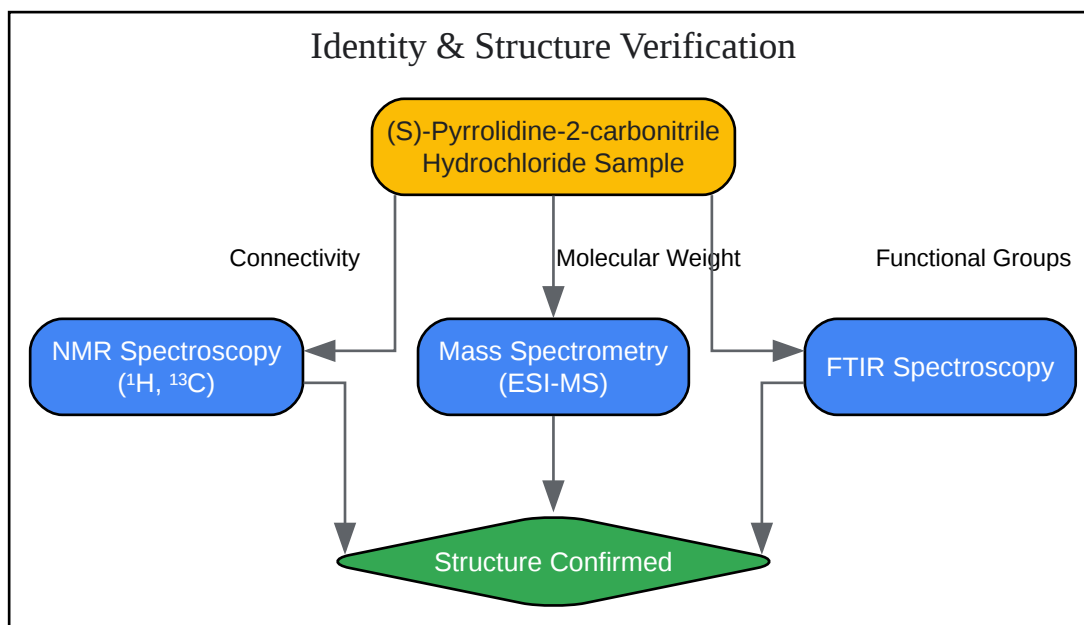 Identity & Structure Verification
(S)-Pyrrolidine-2-carbonitrile
Hydrochloride Sample
Connectivity
Molecular Weight
Functional Groups
NMR Spectroscopy
(¹H, ¹³C)
Mass Spectrometry
(ESI-MS)
FTIR Spectroscopy
Structure Confirmed